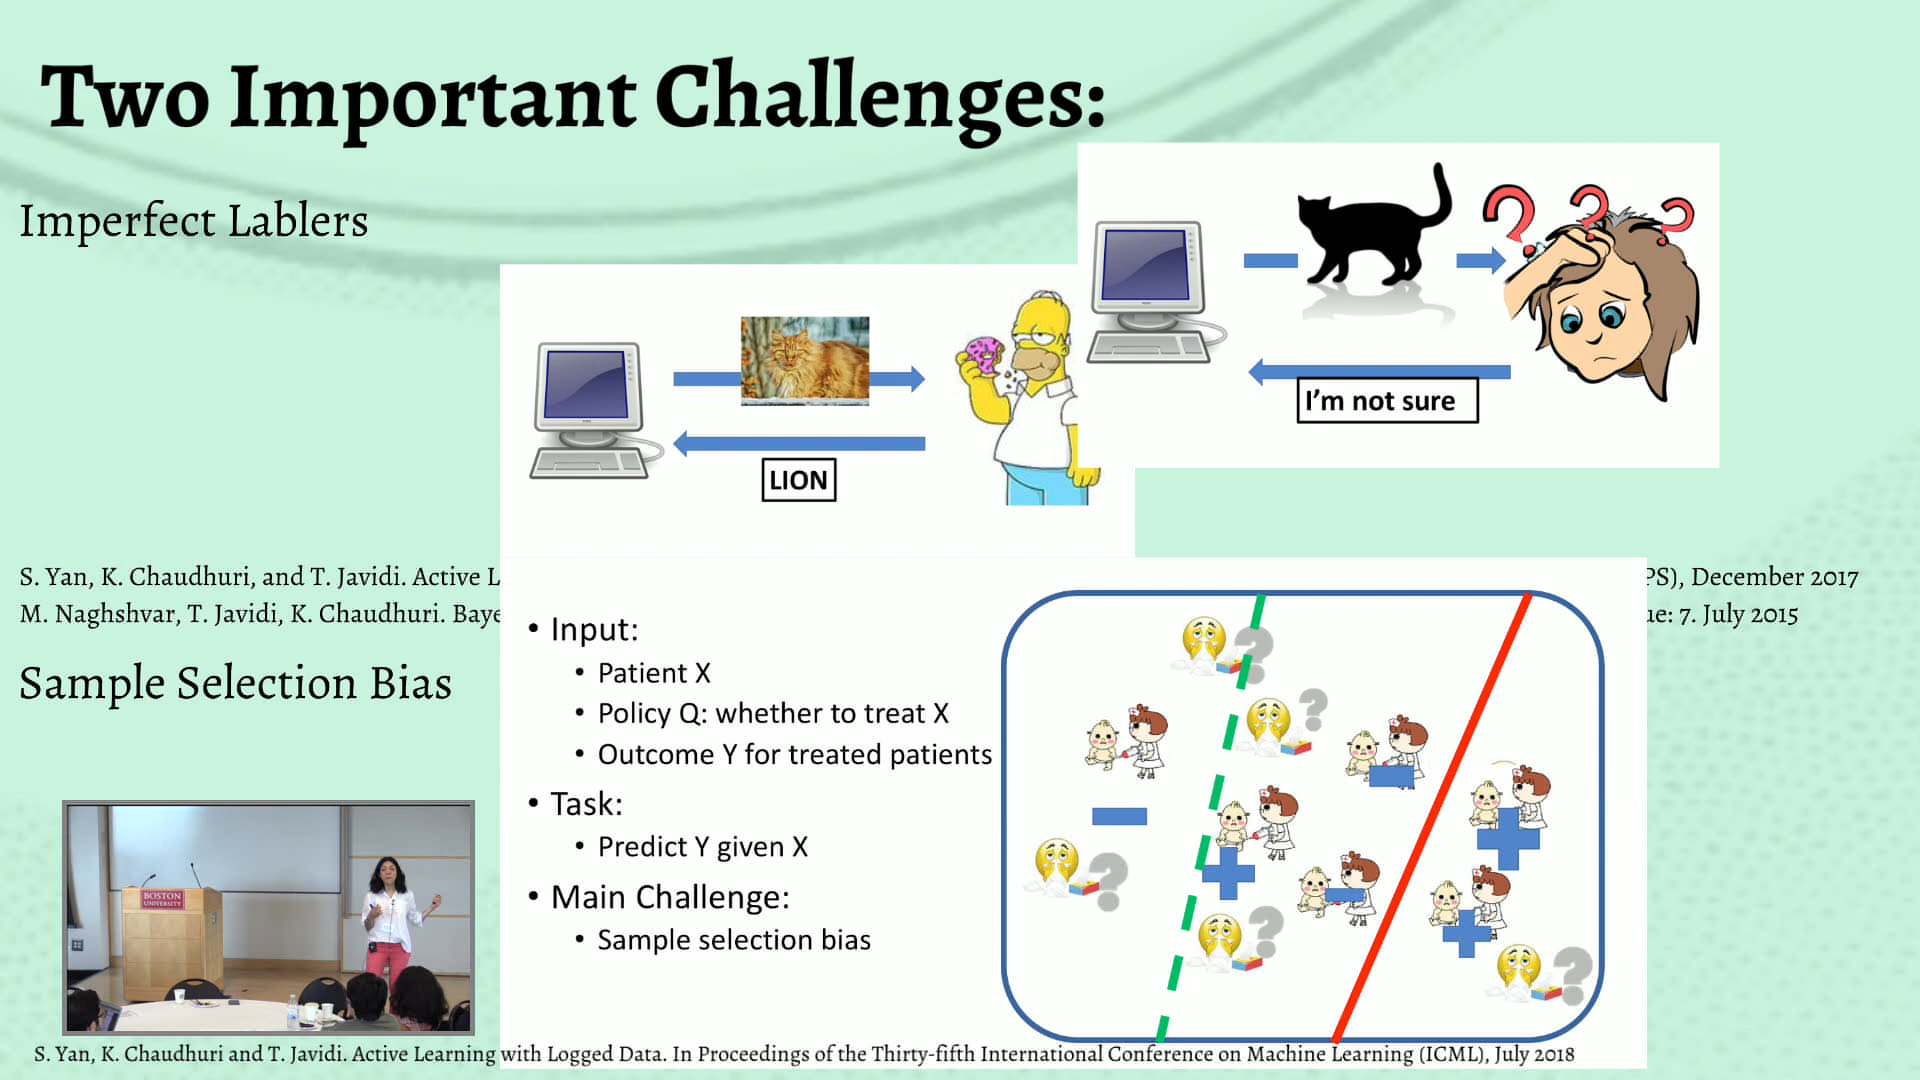 Two Important Challenges:
Imperfect Lablers
I'm not sure
LION
S. Yan, K. Chaudhuri, and T. Javidi. Active L
PS), December 2017
M. Naghshvar, T. Javidi, K. Chaudhuri. Baye
ue: 7. July 2015
Sample Selection Bias
• Input:
• Patient X
• Policy Q: whether to treat X
• Outcome Y for treated patients
• Task:
• Predict Y given X
• Main Challenge:
• Sample selection bias
BOSTON
UNIVERSITY
S. Yan, K. Chaudhuri and T. Javidi. Active Learning with Logged Data. In Proceedings of the Thirty-fifth International Conference on Machine Learning (ICML), July 2018